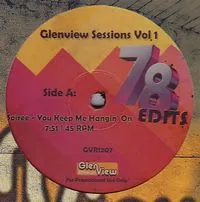 Glenview Sessions Vol 1
78
EDITS
Side A:
Soiree - You Keep Me Hangin' On
7:51 45 RPM
GVR1207
Glen
View
For Promotional Use Only